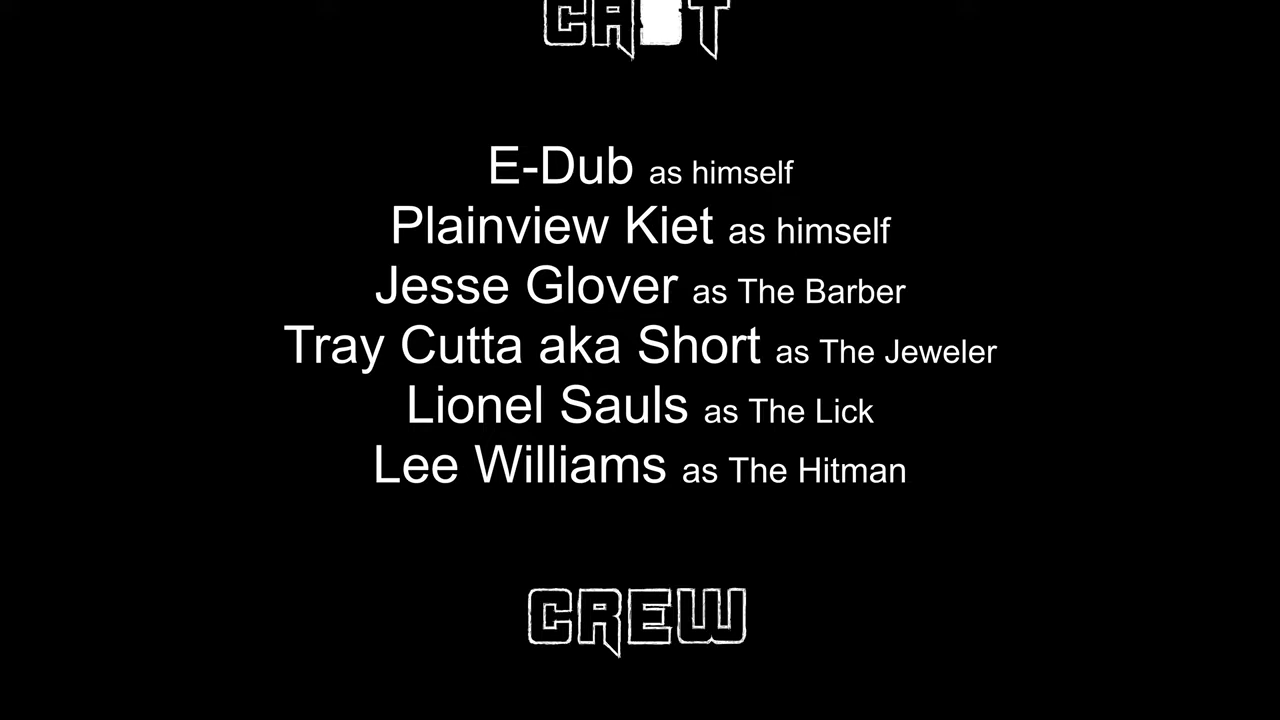 CAST
E-Dub as himself
Plainview Kiet as himself
Jesse Glover as The Barber
Tray Cutta aka Short as The Jeweler
Lionel Sauls as The Lick
Lee Williams as The Hitman
CREW